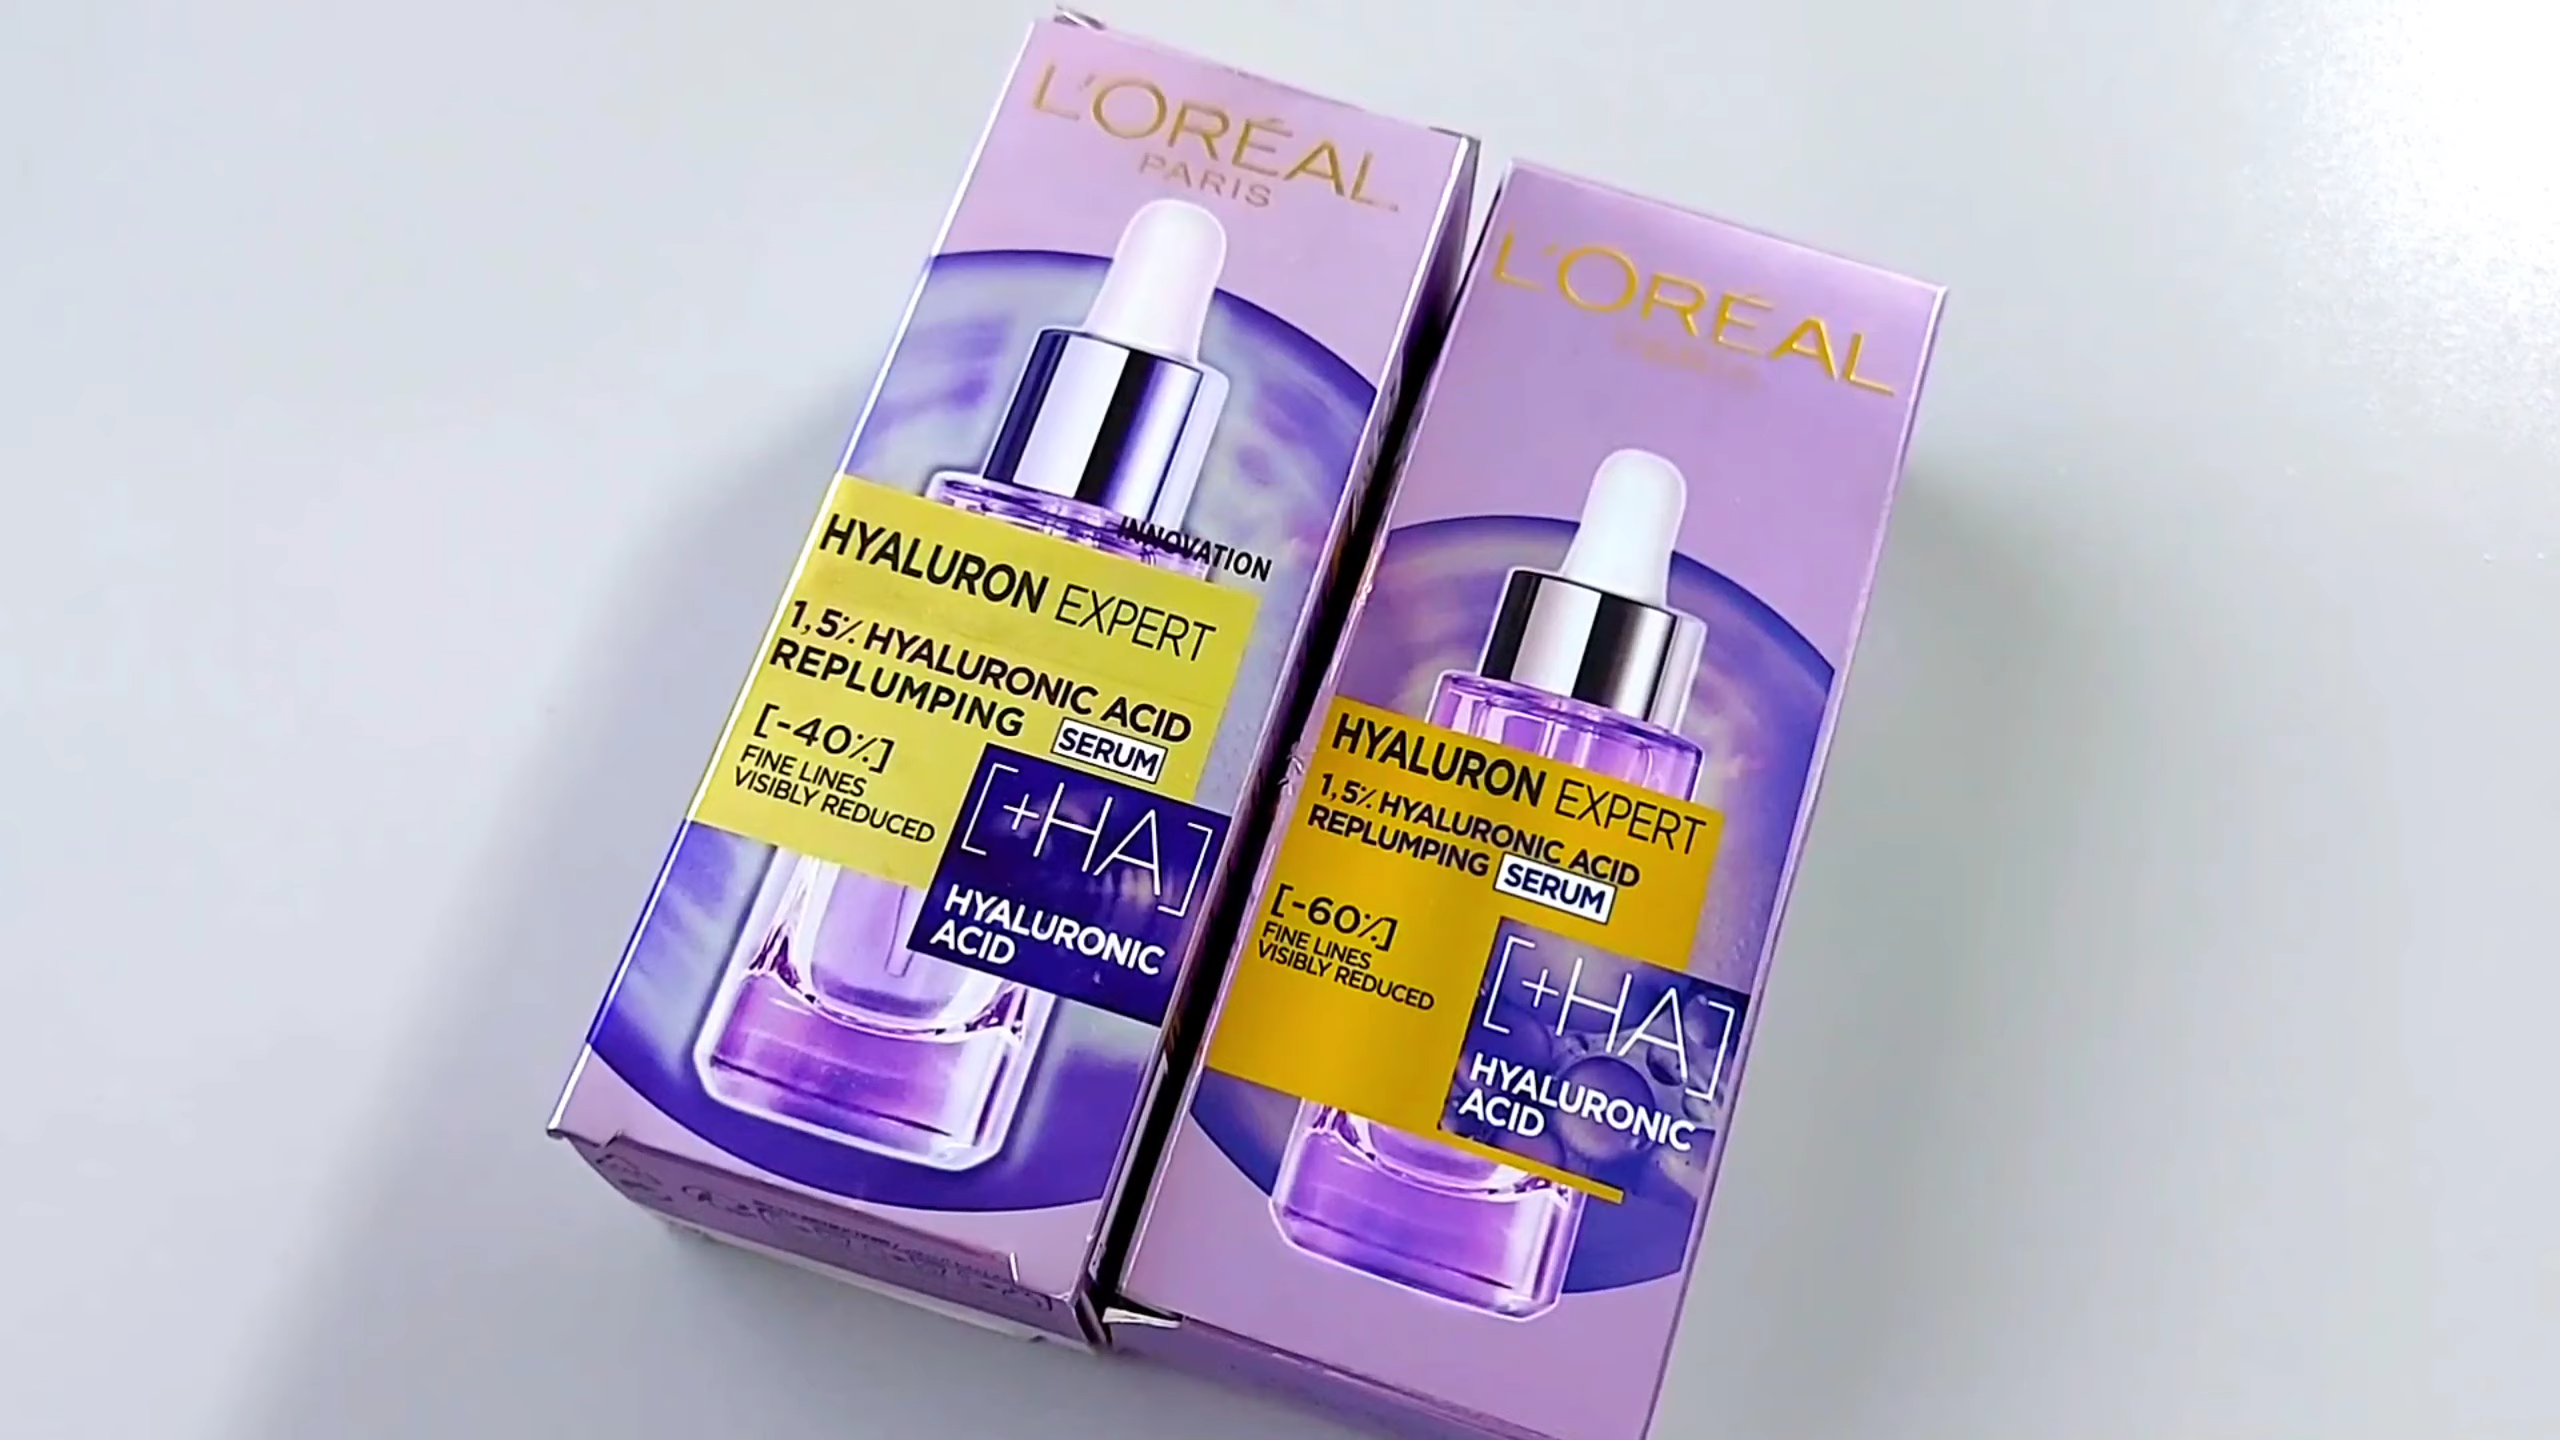 L'ORÉAL
PARIS
INNOVATION
HYALURON EXPERT
1,5% HYALURONIC ACID
REPLUMPING SERUM
[-40%]
FINE LINES
VISIBLY REDUCED
[+HA]
HYALURONIC
ACID
L'ORÉAL
PARIS
HYALURON EXPERT
1,5% HYALURONIC ACID
REPLUMPING SERUM
[-60%]
FINE LINES
VISIBLY REDUCED
[+HA]
HYALURONIC
ACID